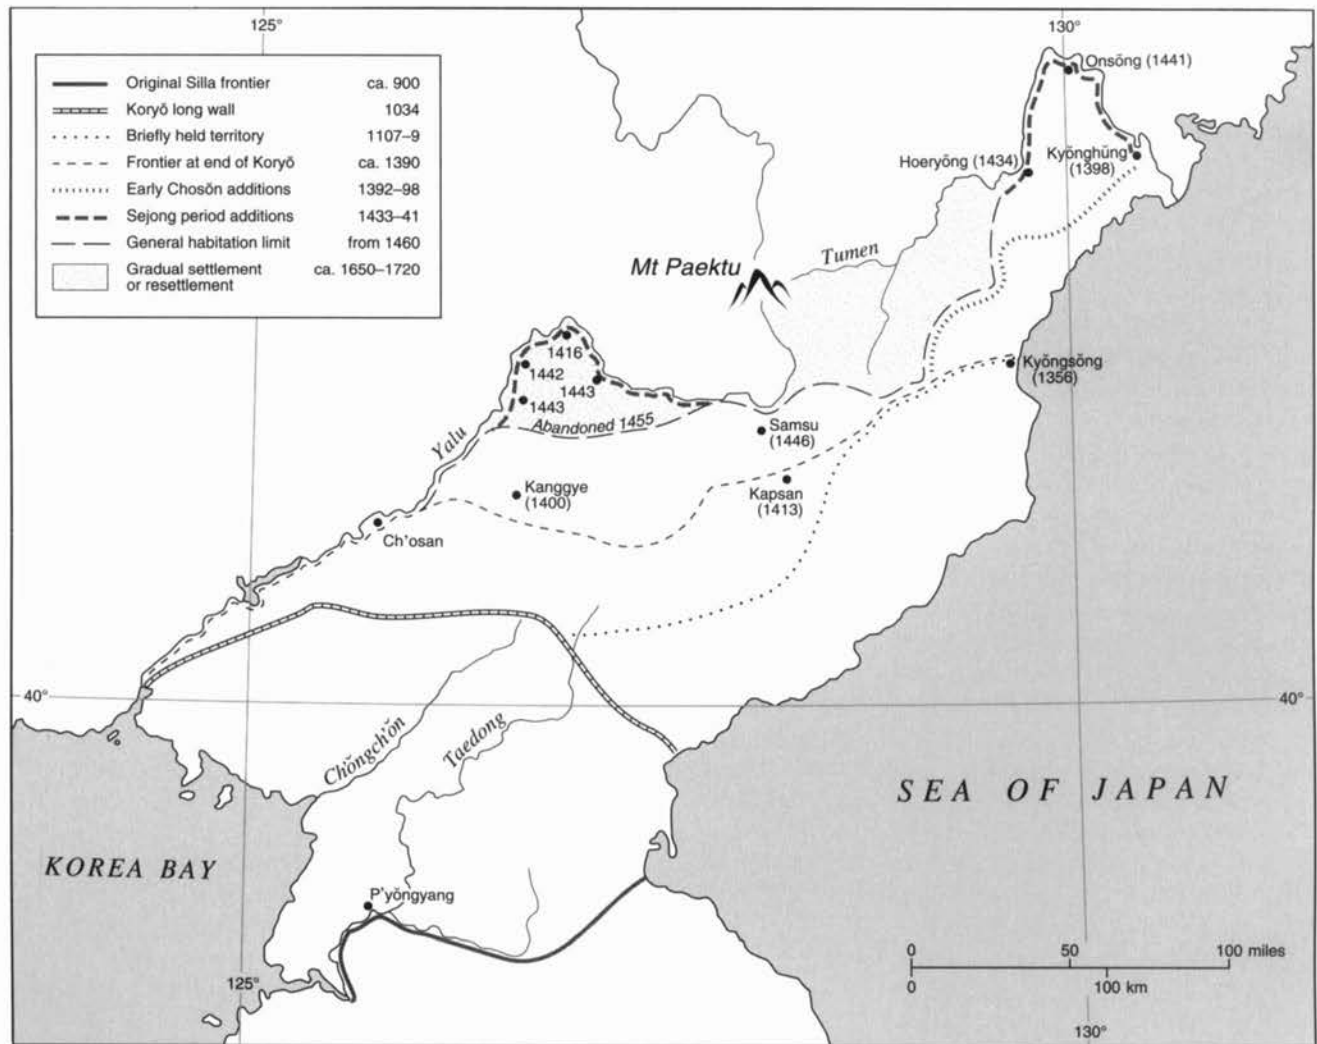 125°
130°
Original Silla frontier ca. 900
Koryŏ long wall 1034
Briefly held territory 1107–9
Frontier at end of Koryŏ ca. 1390
Early Chosŏn additions 1392–98
Sejong period additions 1433–41
General habitation limit from 1460
Gradual settlement ca. 1650–1720
or resettlement
Onsŏng (1441)
Hoeryŏng (1434)
Kyŏnghŭng
(1398)
Tumen
Mt Paektu
1416
1442
1443
1443
Abandoned 1455
Kyŏngsŏng
(1356)
Yalu
Samsu
(1446)
Kanggye
(1400)
Kapsan
(1413)
Ch'osan
40°
40°
Chŏngch'ŏn
Taedong
SEA OF JAPAN
KOREA BAY
P'yŏngyang
0 50 100 miles
0 100 km
125°
130°